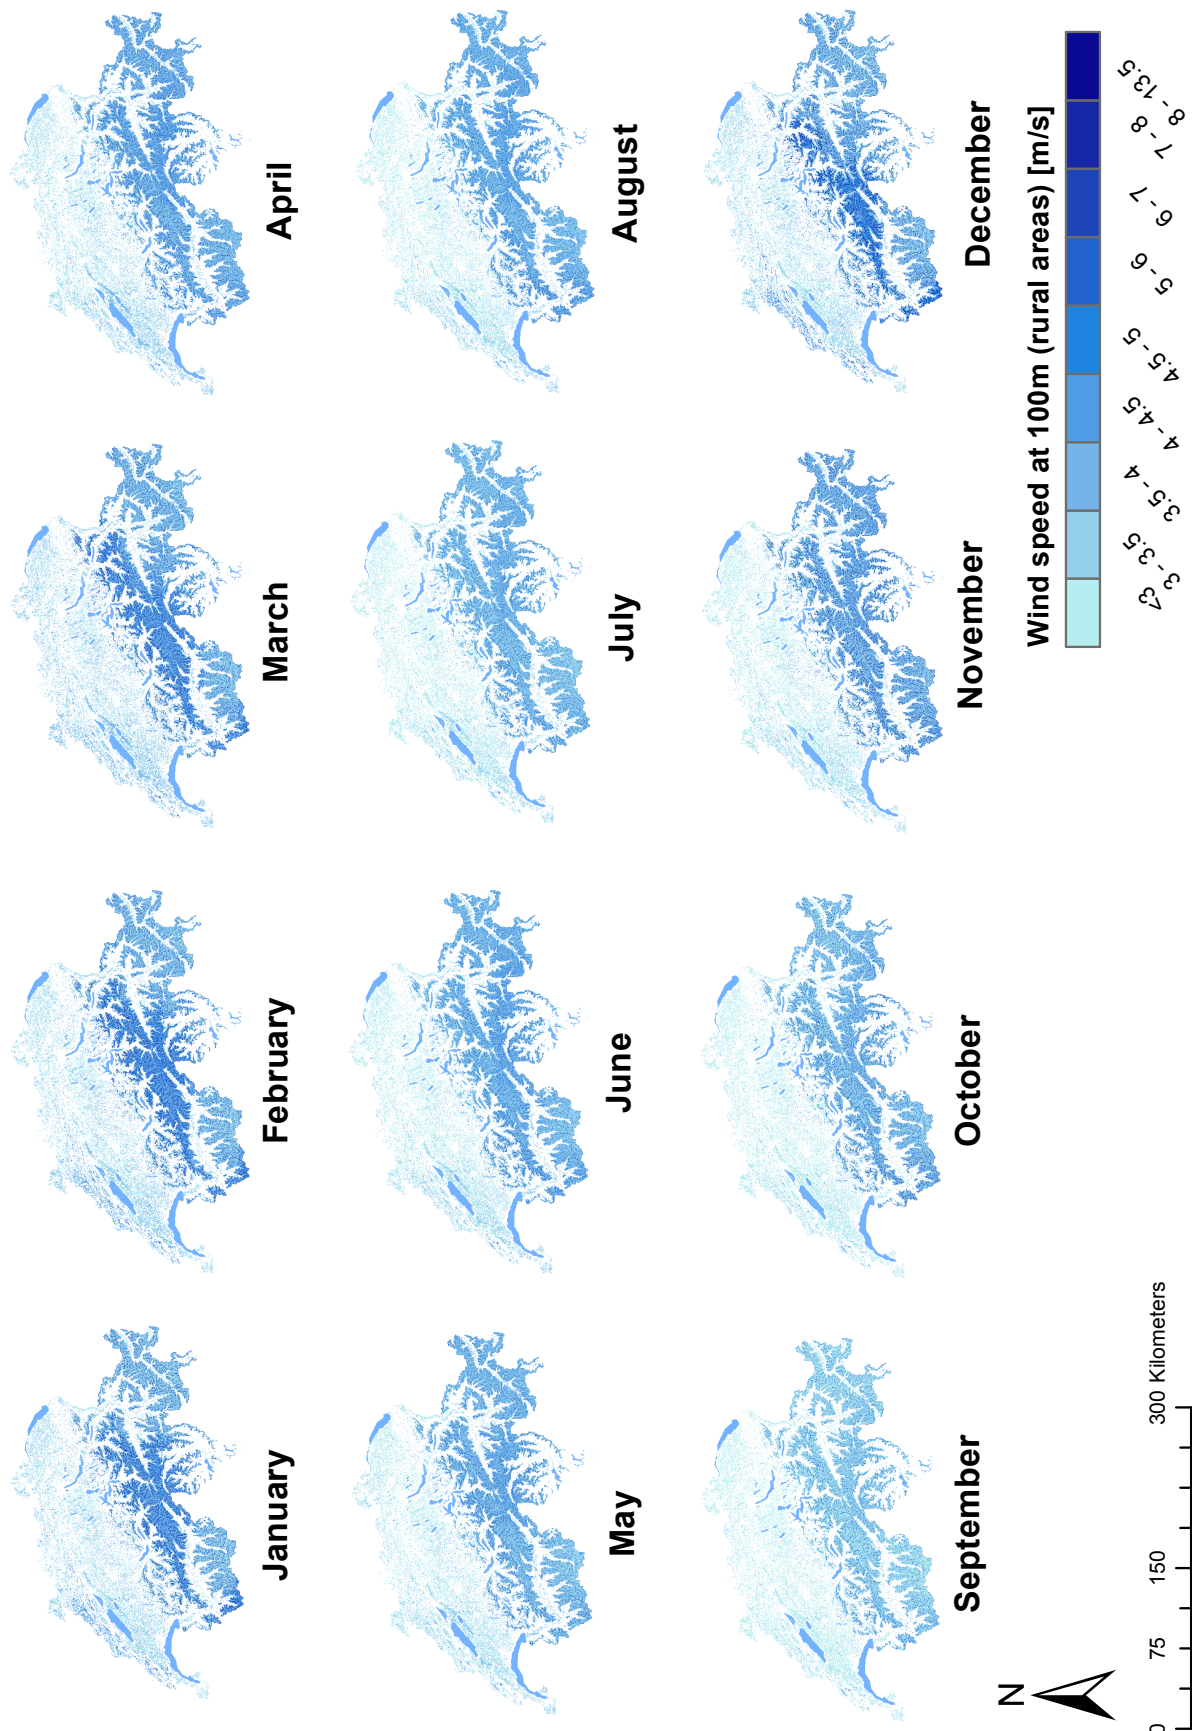 January
February
March
April
May
June
July
August
September
October
November
December
N
0 75 150 300 Kilometers
Wind speed at 100m (rural areas) [m/s]
<3
3 - 3.5
3.5 - 4
4 - 4.5
4.5 - 5
5 - 6
6 - 7
7 - 8
8 - 13.5